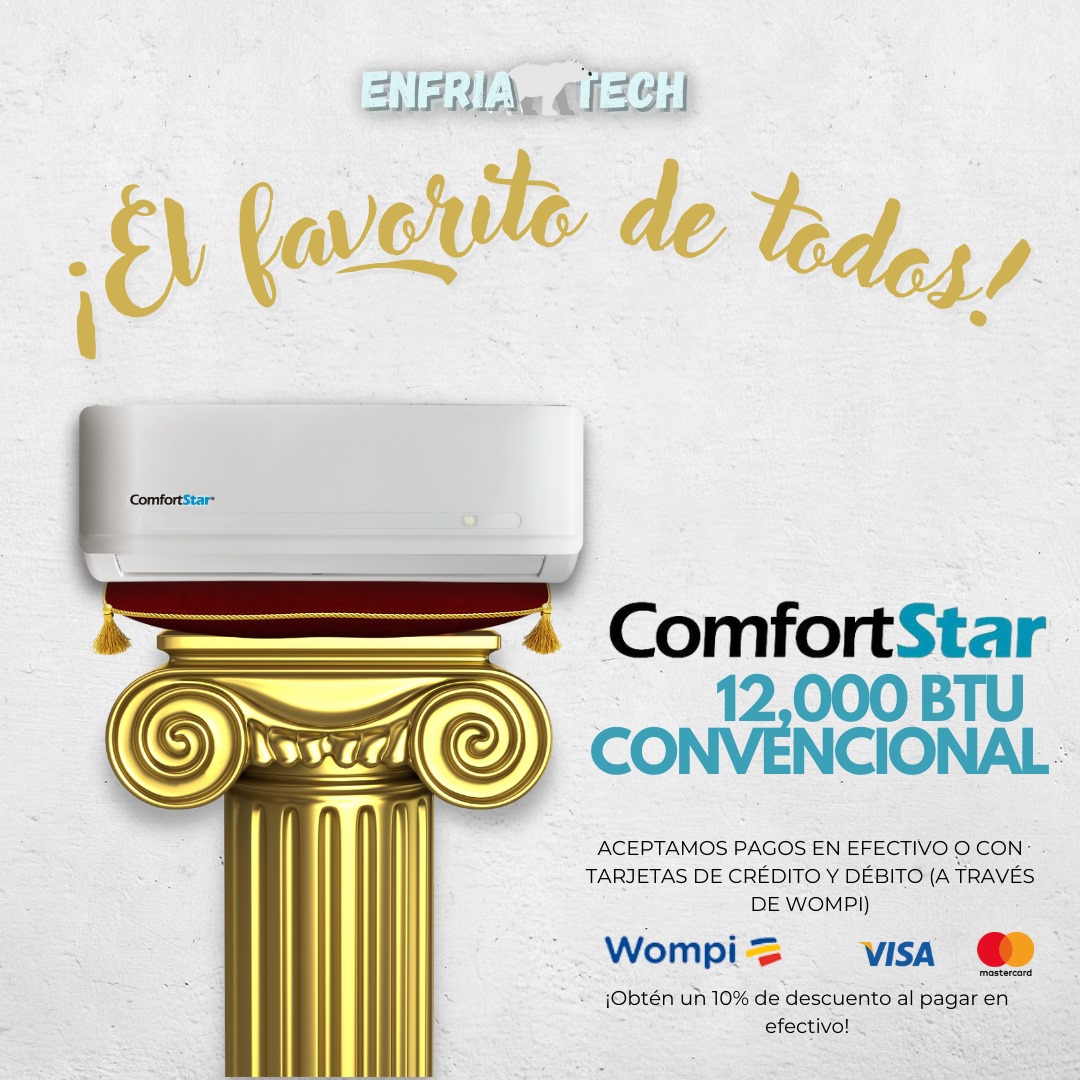 ENFRIA TECH
¡El favorito de todos!
ComfortStar®
ComfortStar
12,000 BTU
CONVENCIONAL
ACEPTAMOS PAGOS EN EFECTIVO O CON
TARJETAS DE CRÉDITO Y DÉBITO (A TRAVÉS
DE WOMPI)
Wompi VISA mastercard
¡Obtén un 10% de descuento al pagar en
efectivo!